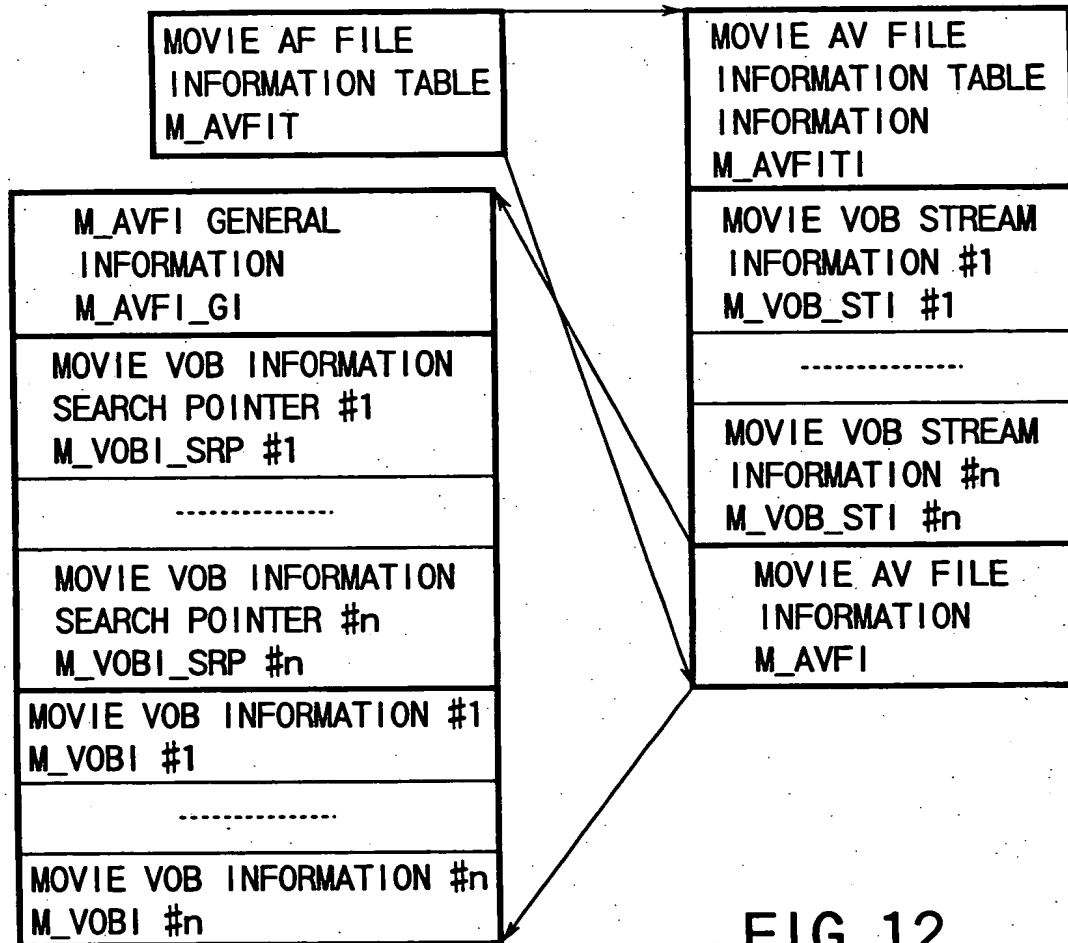 MOVIE AF FILE
INFORMATION TABLE
M_AVFIT
MOVIE AV FILE
INFORMATION TABLE
INFORMATION
M_AVFITI
MOVIE VOB STREAM
INFORMATION #1
M_VOB_STI #1
MOVIE VOB STREAM
INFORMATION #n
M_VOB_STI #n
MOVIE AV FILE
INFORMATION
M_AVFI
M_AVFI GENERAL
INFORMATION
M_AVFI_GI
MOVIE VOB INFORMATION
SEARCH POINTER #1
M_VOBI_SRP #1
MOVIE VOB INFORMATION
SEARCH POINTER #n
M_VOBI_SRP #n
MOVIE VOB INFORMATION #1
M_VOBI #1
MOVIE VOB INFORMATION #n
M_VOBI #n
FIG. 12